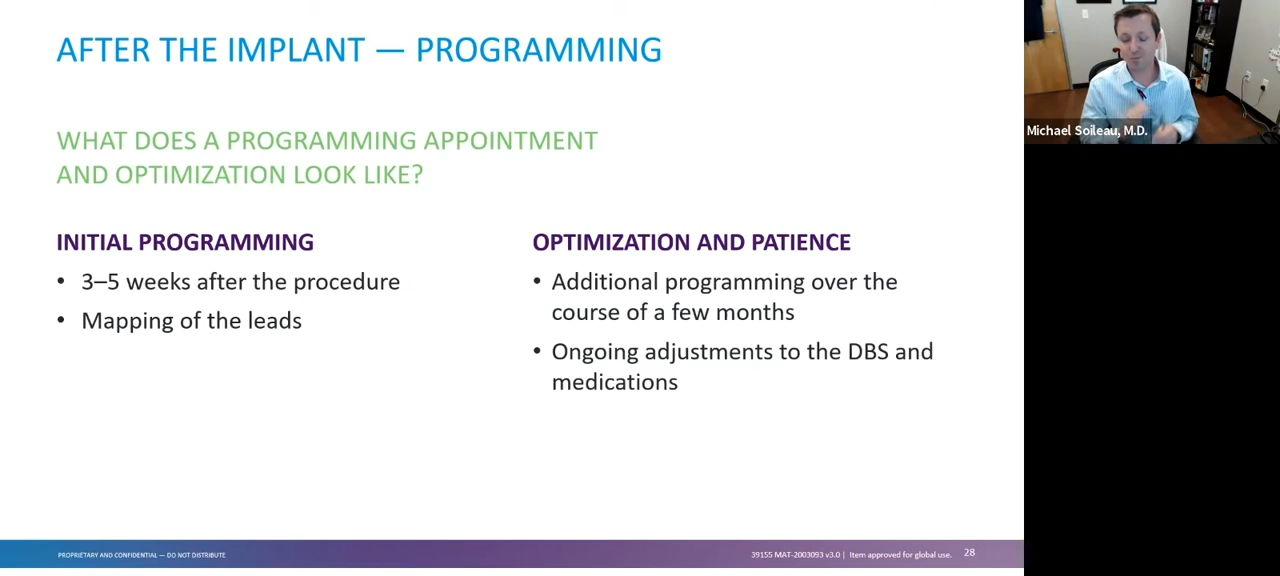 AFTER THE IMPLANT — PROGRAMMING
WHAT DOES A PROGRAMMING APPOINTMENT
AND OPTIMIZATION LOOK LIKE?
INITIAL PROGRAMMING
• 3–5 weeks after the procedure
• Mapping of the leads
OPTIMIZATION AND PATIENCE
• Additional programming over the
course of a few months
• Ongoing adjustments to the DBS and
medications
PROPRIETARY AND CONFIDENTIAL — DO NOT DISTRIBUTE
39155 MAT-2003093 v3.0 | Item approved for global use.
28
Michael Soileau, M.D.